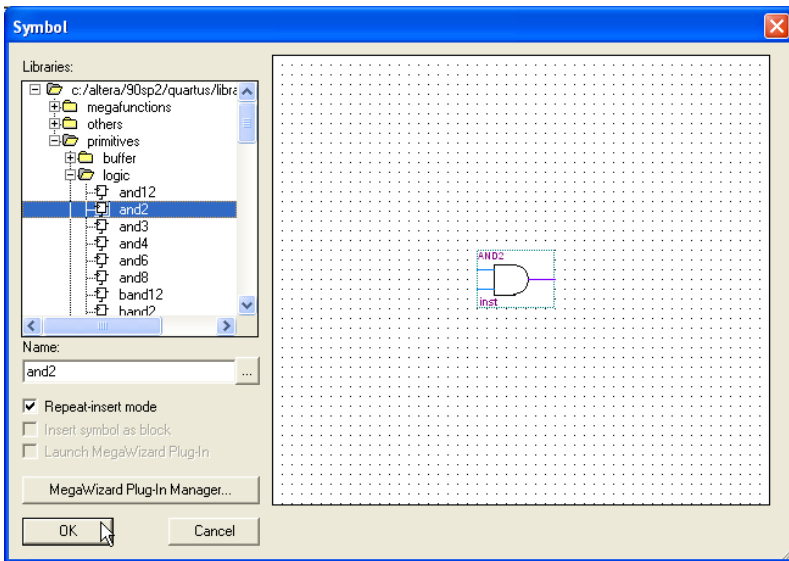 Symbol
Libraries:
c:/altera/90sp2/quartus/libra
megafunctions
others
primitives
buffer
logic
and12
and2
and3
and4
and6
and8
band12
band2
Name:
and2
...
Repeat-insert mode
Insert symbol as block
Launch MegaWizard Plug-In
MegaWizard Plug-In Manager...
OK
Cancel
AND2
inst